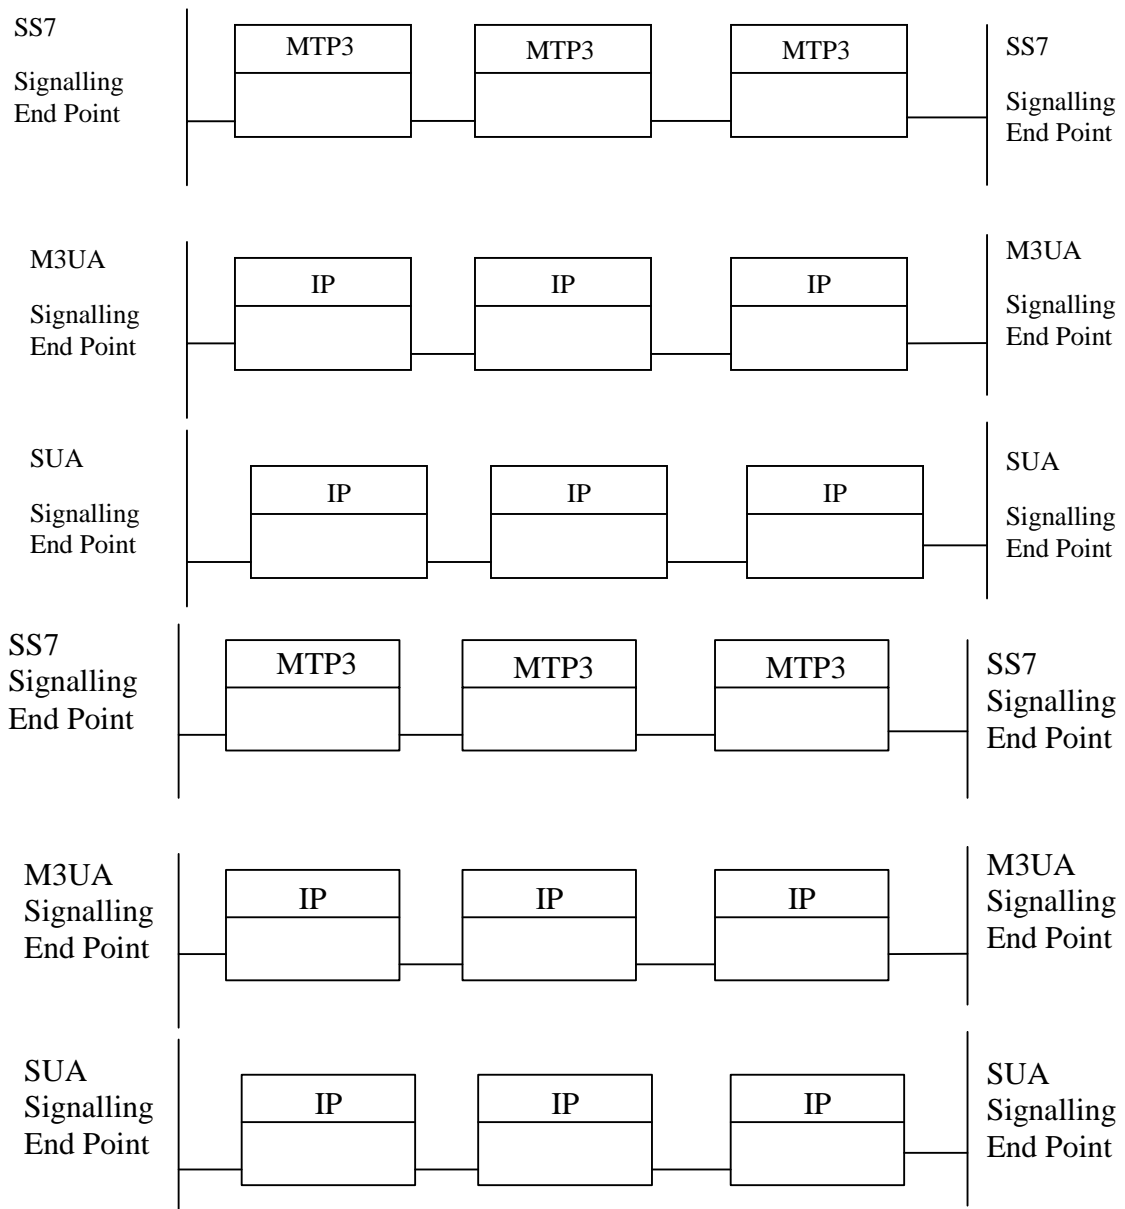 SS7
Signalling
End Point
MTP3
MTP3
MTP3
SS7
Signalling
End Point
M3UA
Signalling
End Point
IP
IP
IP
M3UA
Signalling
End Point
SUA
Signalling
End Point
IP
IP
IP
SUA
Signalling
End Point
SS7
Signalling
End Point
MTP3
MTP3
MTP3
SS7
Signalling
End Point
M3UA
Signalling
End Point
IP
IP
IP
M3UA
Signalling
End Point
SUA
Signalling
End Point
IP
IP
IP
SUA
Signalling
End Point